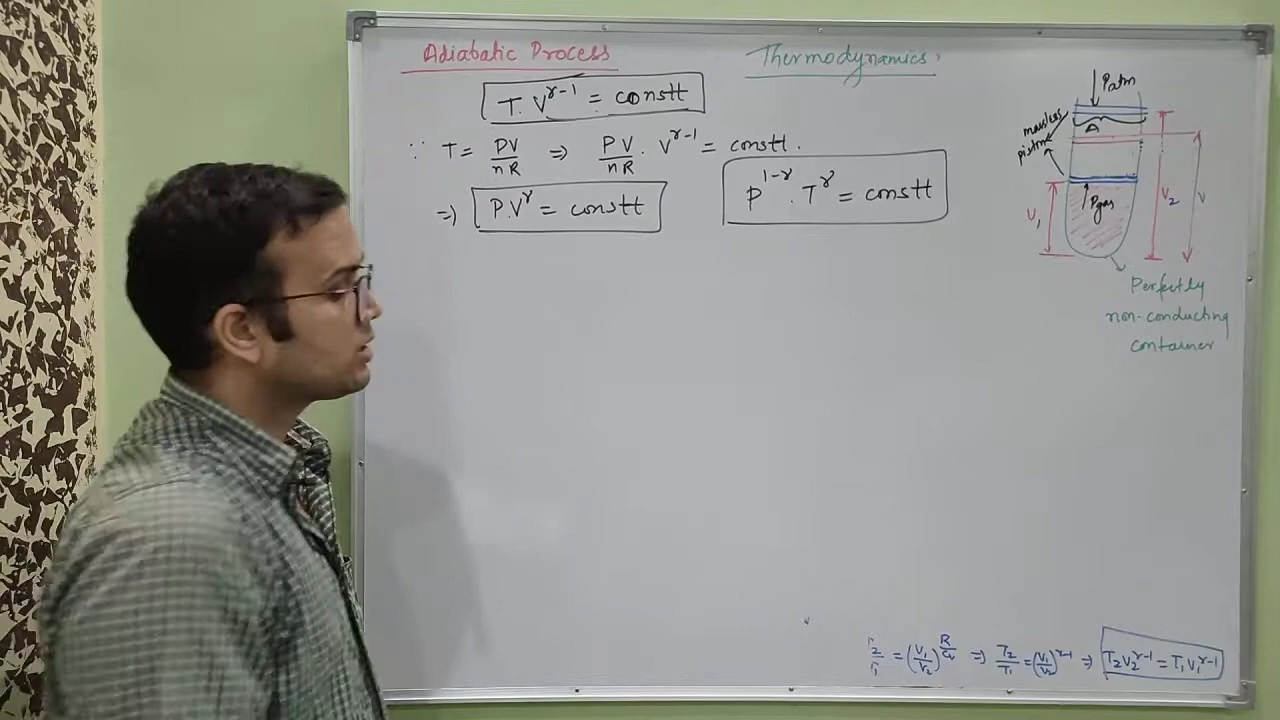 Adiabatic Process
Thermodynamics
T.V^γ-1 = constt
∵ T = PV/nR ⇒ PV/nR . V^γ-1 = constt.
⇒ P.V^γ = constt
P^1-γ . T^γ = constt
Patm
massless
piston
A
Pgas
V₁
V₂
V
Perfectly
non-conducting
container
T₂/T₁ = (V₁/V₂)^R/Cv ⇒ T₂/T₁ = (V₁/V₂)^γ-1 ⇒ T₂V₂^γ-1 = T₁V₁^γ-1